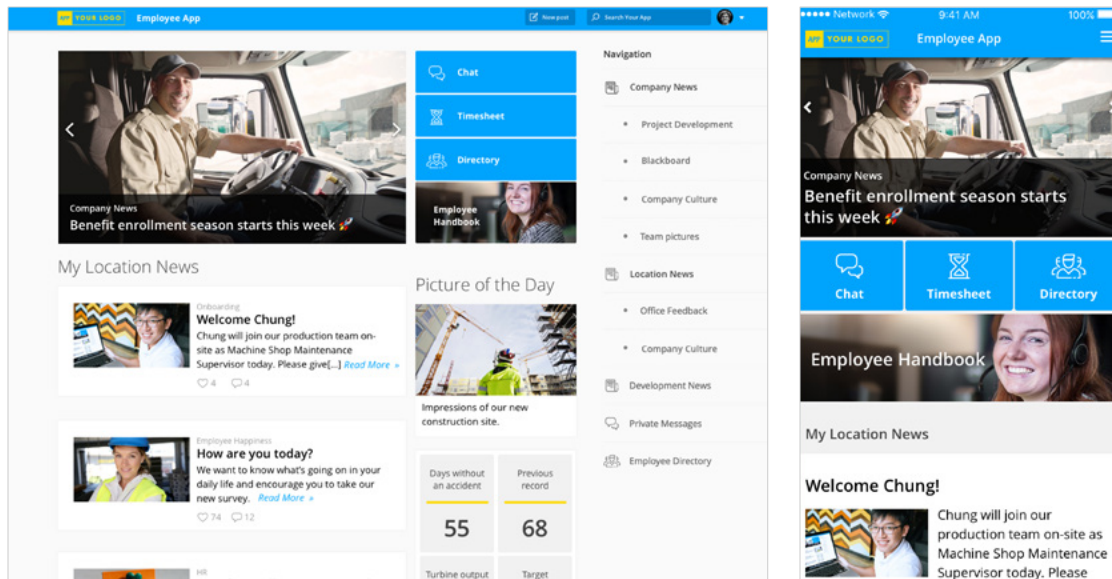 APP YOUR LOGO Employee App
New post
Search Your App
Company News
Benefit enrollment season starts this week 🚀
Chat
Timesheet
Directory
Employee
Handbook
My Location News
Onboarding
Welcome Chung!
Chung will join our production team on-
site as Machine Shop Maintenance
Supervisor today. Please give[...] Read More »
4 4
Employee Happiness
How are you today?
We want to know what's going on in your
daily life and encourage you to take our
new survey. Read More »
74 12
HR
Picture of the Day
Impressions of our new
construction site.
Days without
an accident
55
Previous
record
68
Turbine output
Target
Navigation
Company News
Project Development
Blackboard
Company Culture
Team pictures
Location News
Office Feedback
Company Culture
Development News
Private Messages
Employee Directory
Network 9:41 AM 100%
APP YOUR LOGO Employee App
Company News
Benefit enrollment season starts
this week 🚀
Chat
Timesheet
Directory
Employee Handbook
My Location News
Welcome Chung!
Chung will join our
production team on-site as
Machine Shop Maintenance
Supervisor today. Please